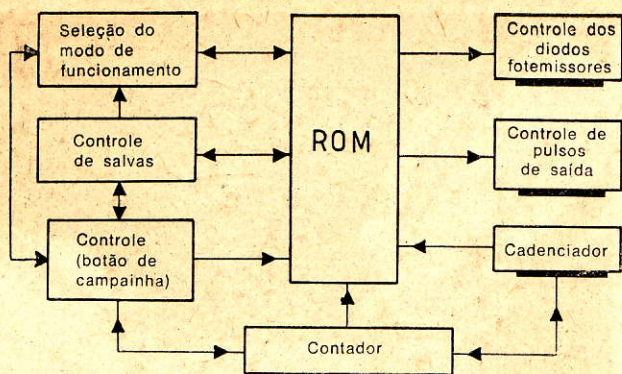 Seleção do
modo de
funcionamento
Controle
de salvas
Controle
(botão de
campainha)
ROM
Controle dos
diodos
fotemissores
Controle de
pulsos
de saída
Cadenciador
Contador